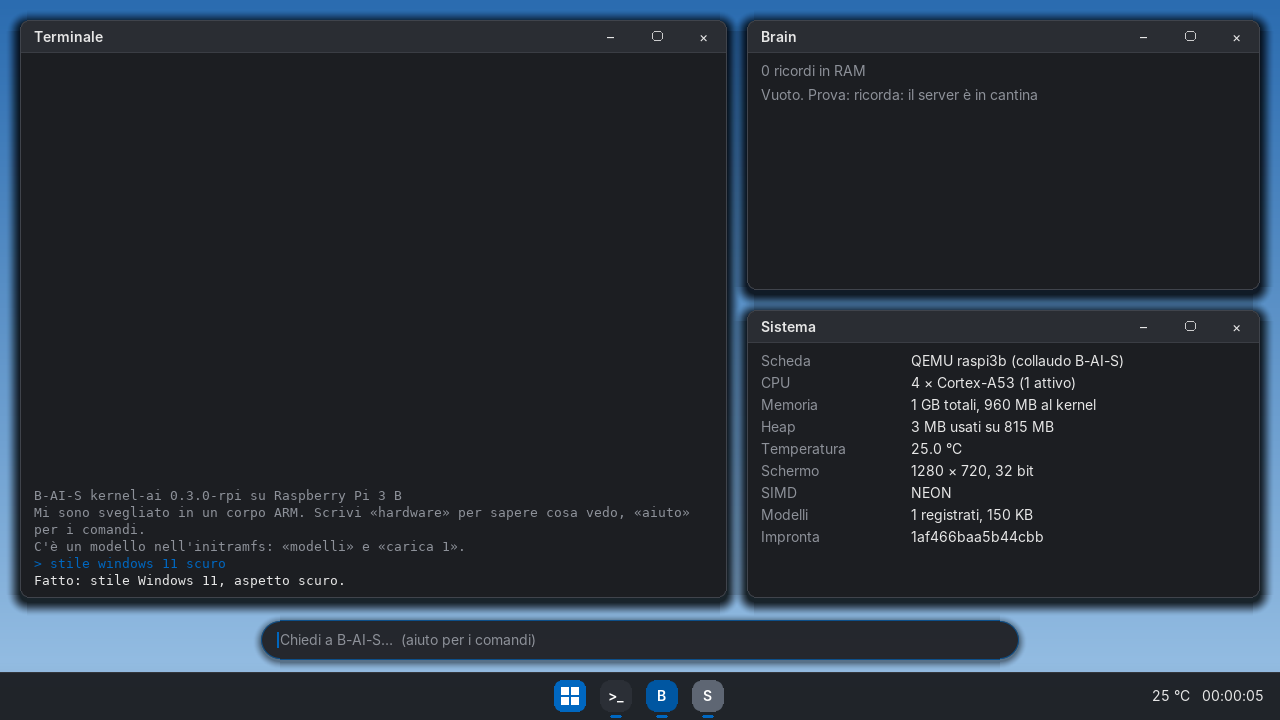 Terminale
B-AI-S kernel-ai 0.3.0-rpi su Raspberry Pi 3 B
Mi sono svegliato in un corpo ARM. Scrivi «hardware» per sapere cosa vedo, «aiuto»
per i comandi.
C'è un modello nell'initramfs: «modelli» e «carica 1».
> stile windows 11 scuro
Fatto: stile Windows 11, aspetto scuro.
Brain
0 ricordi in RAM
Vuoto. Prova: ricorda: il server è in cantina
Sistema
Scheda QEMU raspi3b (collaudo B-AI-S)
CPU 4 × Cortex-A53 (1 attivo)
Memoria 1 GB totali, 960 MB al kernel
Heap 3 MB usati su 815 MB
Temperatura 25.0 °C
Schermo 1280 × 720, 32 bit
SIMD NEON
Modelli 1 registrati, 150 KB
Impronta 1af466baa5b44cbb
Chiedi a B-AI-S... (aiuto per i comandi)
>_ B S 25 °C 00:00:05